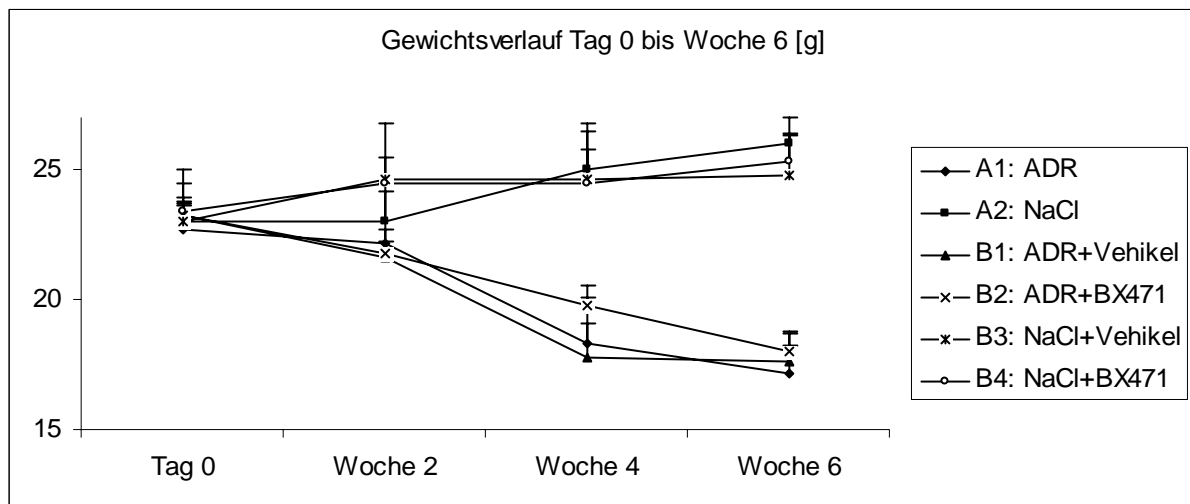 Gewichtsverlauf Tag 0 bis Woche 6 [g]
25
20
15
Tag 0
Woche 2
Woche 4
Woche 6
A1: ADR
A2: NaCl
B1: ADR+Vehikel
B2: ADR+BX471
B3: NaCl+Vehikel
B4: NaCl+BX471